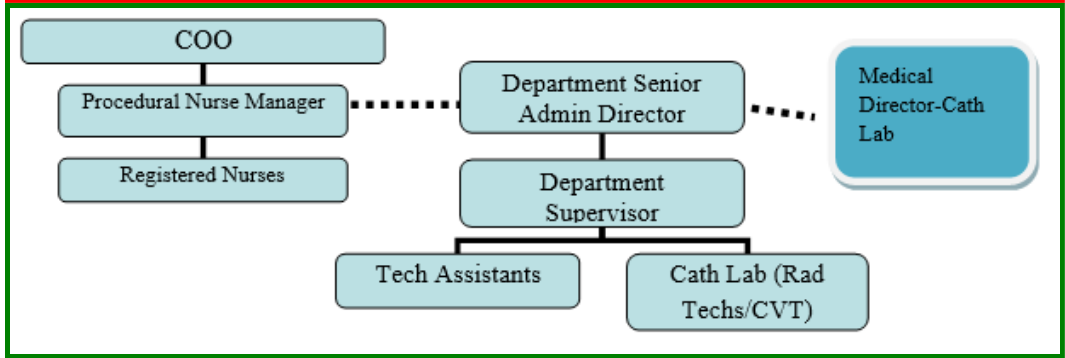 COO
Procedural Nurse Manager
Registered Nurses
Department Senior
Admin Director
Department
Supervisor
Tech Assistants
Cath Lab (Rad
Techs/CVT)
Medical
Director-Cath
Lab